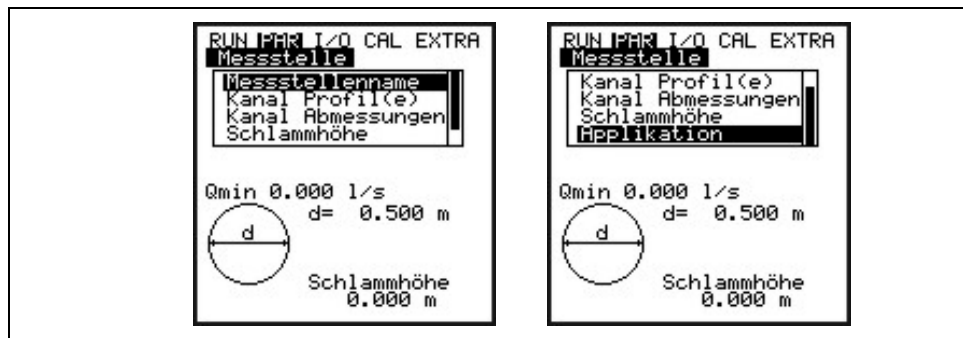 RUN PAR I/O CAL EXTRA
Messstelle
Messstellenname
Kanal Profil(e)
Kanal Abmessungen
Schlammhöhe
Qmin 0.000 l/s
d= 0.500 m
d
Schlammhöhe
0.000 m
RUN PAR I/O CAL EXTRA
Messstelle
Kanal Profil(e)
Kanal Abmessungen
Schlammhöhe
Applikation
Qmin 0.000 l/s
d= 0.500 m
d
Schlammhöhe
0.000 m